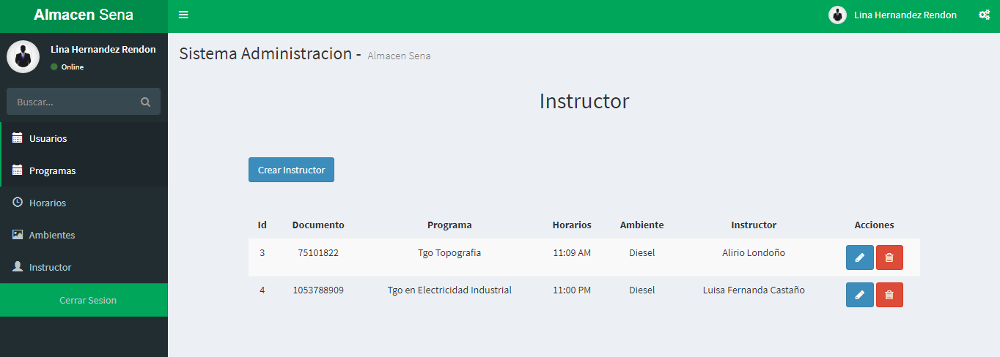 Almacen Sena
Lina Hernandez Rendon
Lina Hernandez Rendon
Online
Buscar...
Usuarios
Programas
Horarios
Ambientes
Instructor
Cerrar Sesion
Sistema Administracion - Almacen Sena
Instructor
Crear Instructor
Id Documento Programa Horarios Ambiente Instructor Acciones
3 75101822 Tgo Topografia 11:09 AM Diesel Alirio Londoño
4 1053788909 Tgo en Electricidad Industrial 11:00 PM Diesel Luisa Fernanda Castaño